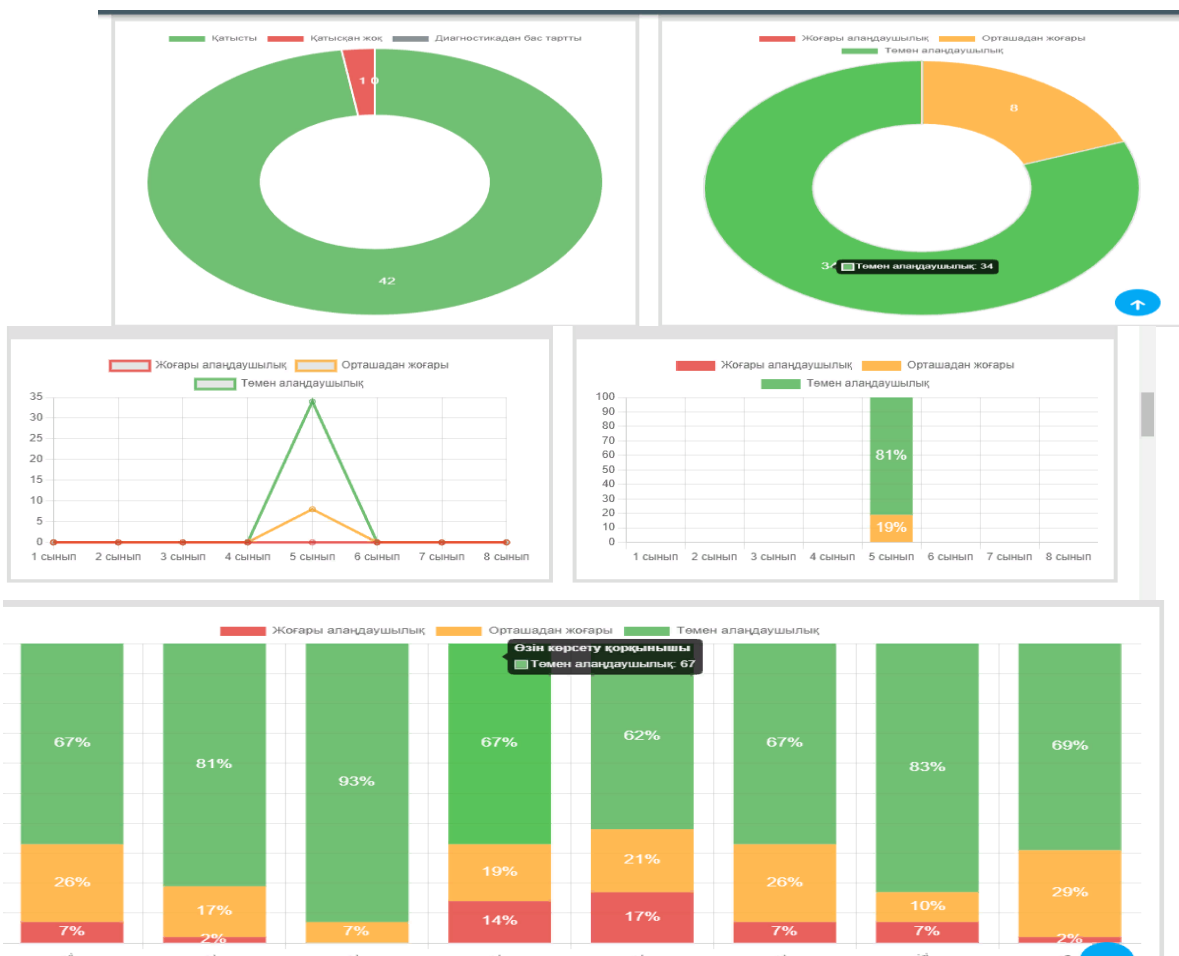 Қатысты Қатысқан жоқ Диагностикадан бас тартты
1 0
42
Жоғары алаңдаушылық Орташадан жоғары
Төмен алаңдаушылық
8
34 Төмен алаңдаушылық: 34
Жоғары алаңдаушылық Орташадан жоғары
Төмен алаңдаушылық
35
30
25
20
15
10
5
0
1 сынып 2 сынып 3 сынып 4 сынып 5 сынып 6 сынып 7 сынып 8 сынып
Жоғары алаңдаушылық Орташадан жоғары
Төмен алаңдаушылық
100
90
80
70
60
50
40
30
20
10
0
81%
19%
1 сынып 2 сынып 3 сынып 4 сынып 5 сынып 6 сынып 7 сынып 8 сынып
Жоғары алаңдаушылық Орташадан жоғары Төмен алаңдаушылық
Өзін көрсету қорқынышы
Төмен алаңдаушылық: 67
67% 81% 93% 67% 62% 67% 83% 69%
26% 17% 7% 19% 21% 26% 10% 29%
7% 2% 14% 17% 7% 7% 2%